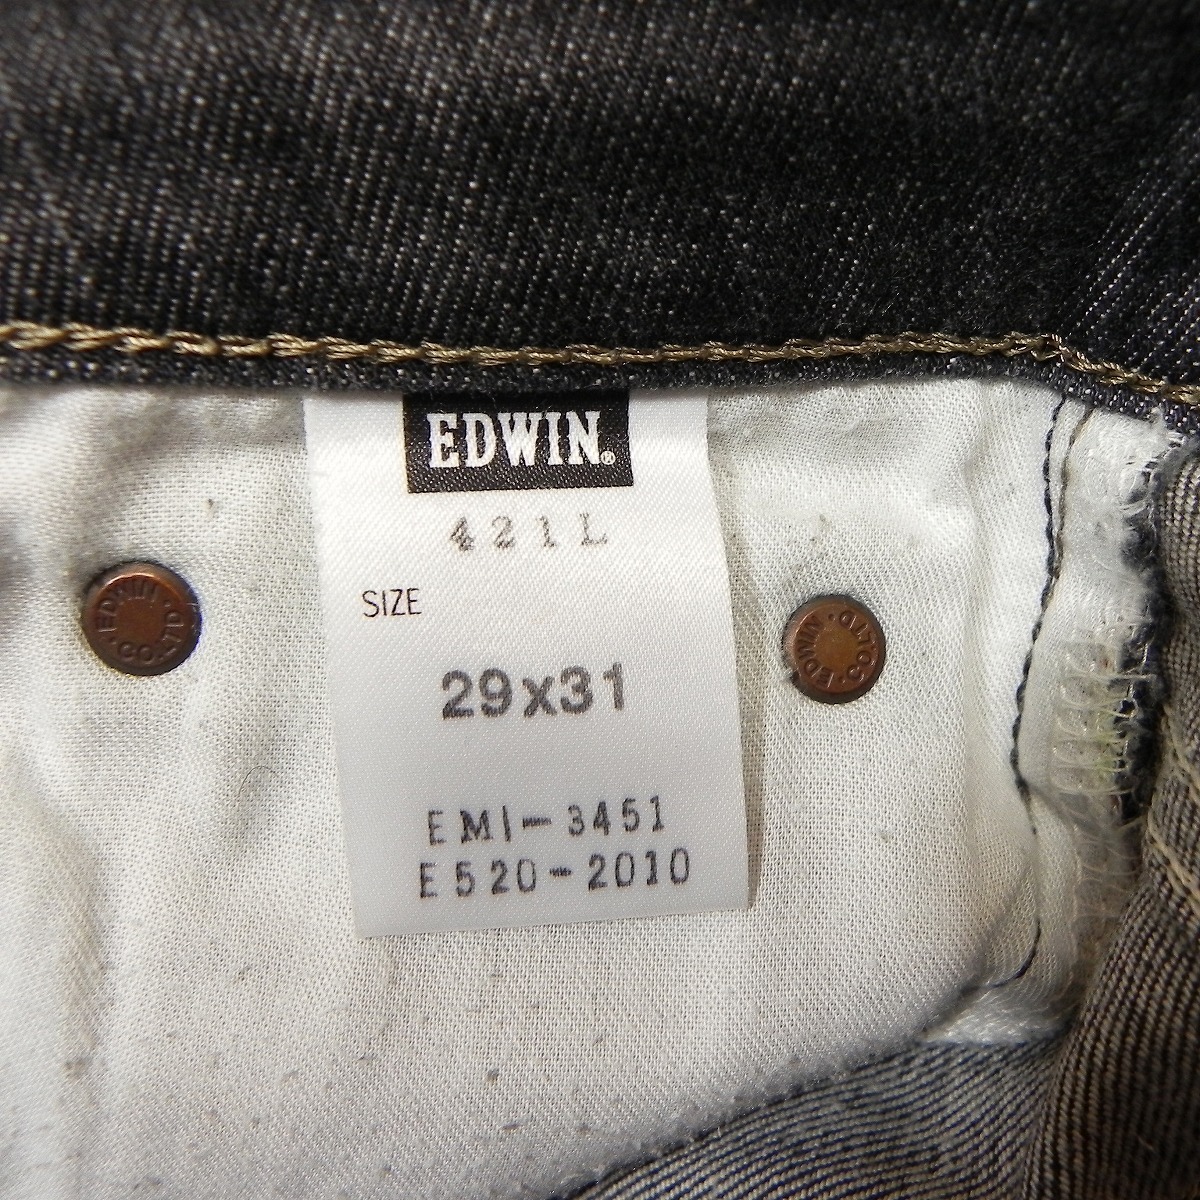 EDWIN®
421L
SIZE
29x31
EMI-3451
E520-2010
EDWIN · CO.LTD ·
EDWIN · CO.LTD ·